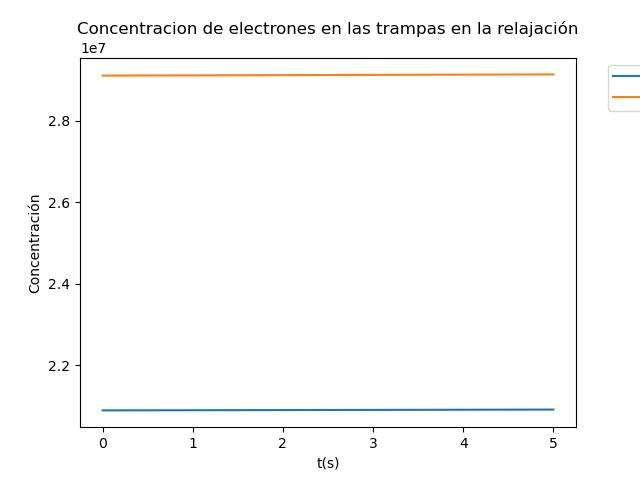 Concentracion de electrones en las trampas en la relajación
1e7
2.8
2.6
2.4
2.2
Concentración
0 1 2 3 4 5
t(s)